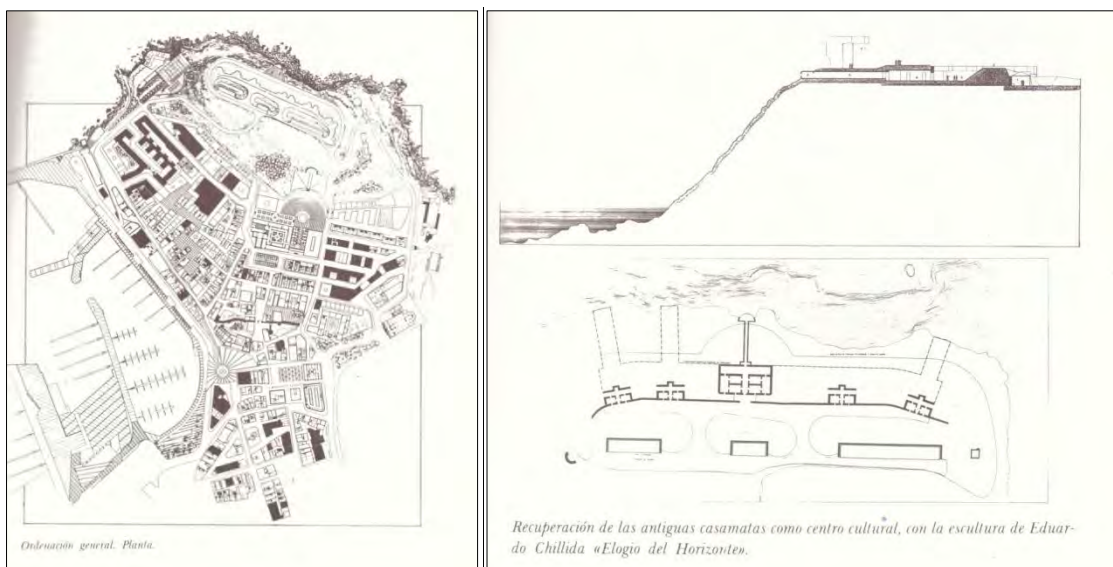 Ordenación general. Planta.
Recuperación de las antiguas casamatas como centro cultural, con la escultura de Eduar-
do Chillida «Elogio del Horizonte».